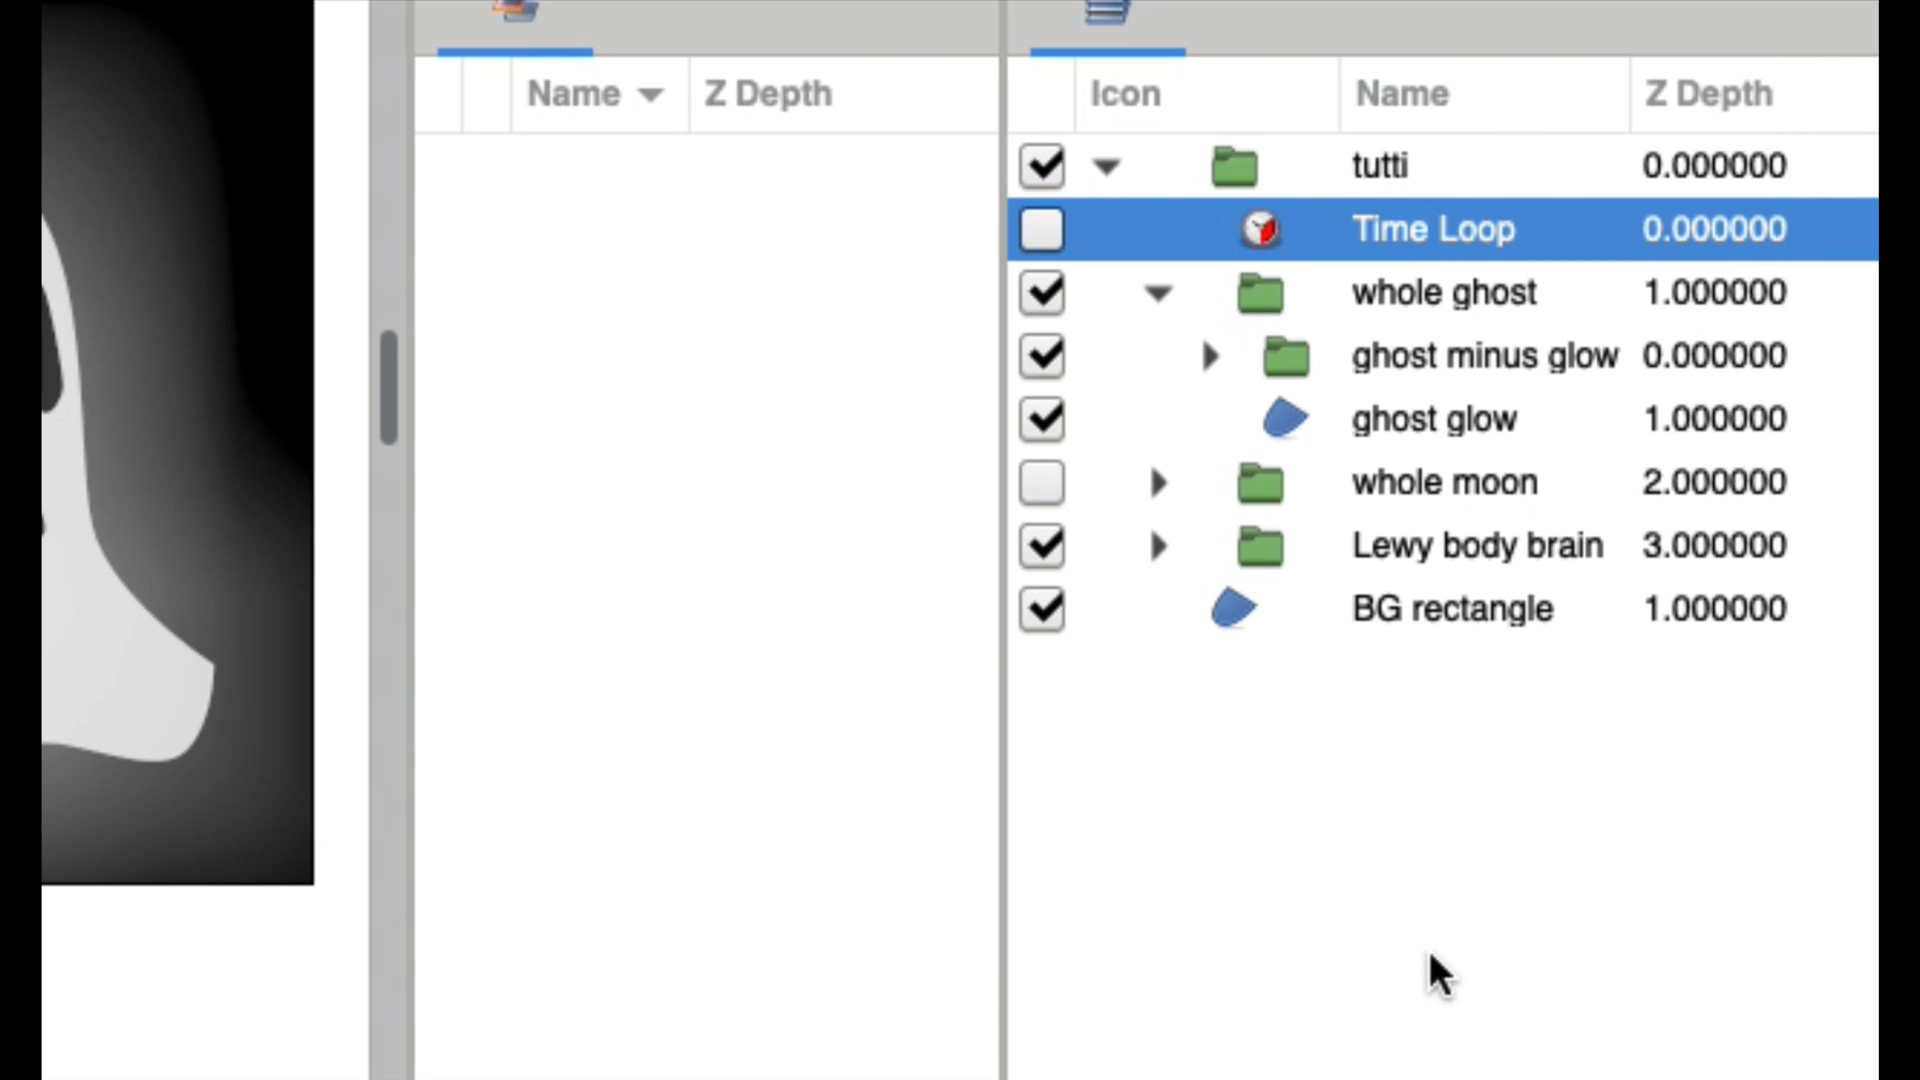 Name Z Depth
Icon Name Z Depth
tutti 0.000000
Time Loop 0.000000
whole ghost 1.000000
ghost minus glow 0.000000
ghost glow 1.000000
whole moon 2.000000
Lewy body brain 3.000000
BG rectangle 1.000000